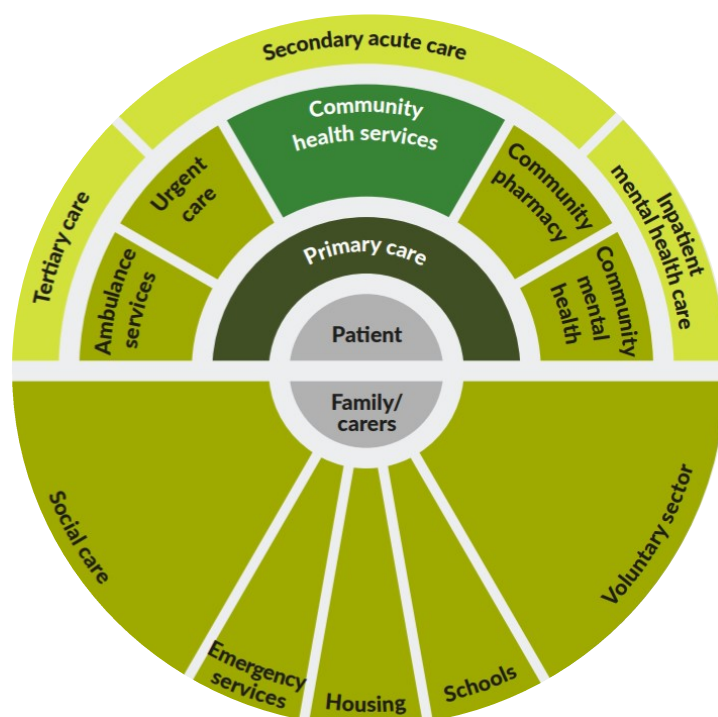 Secondary acute care
Community
health services
Urgent
care
Community
pharmacy
Tertiary care
Ambulance
services
Primary care
Community
mental
health
Inpatient
mental health care
Patient
Family/
carers
Social care
Emergency
services
Housing
Schools
Voluntary sector